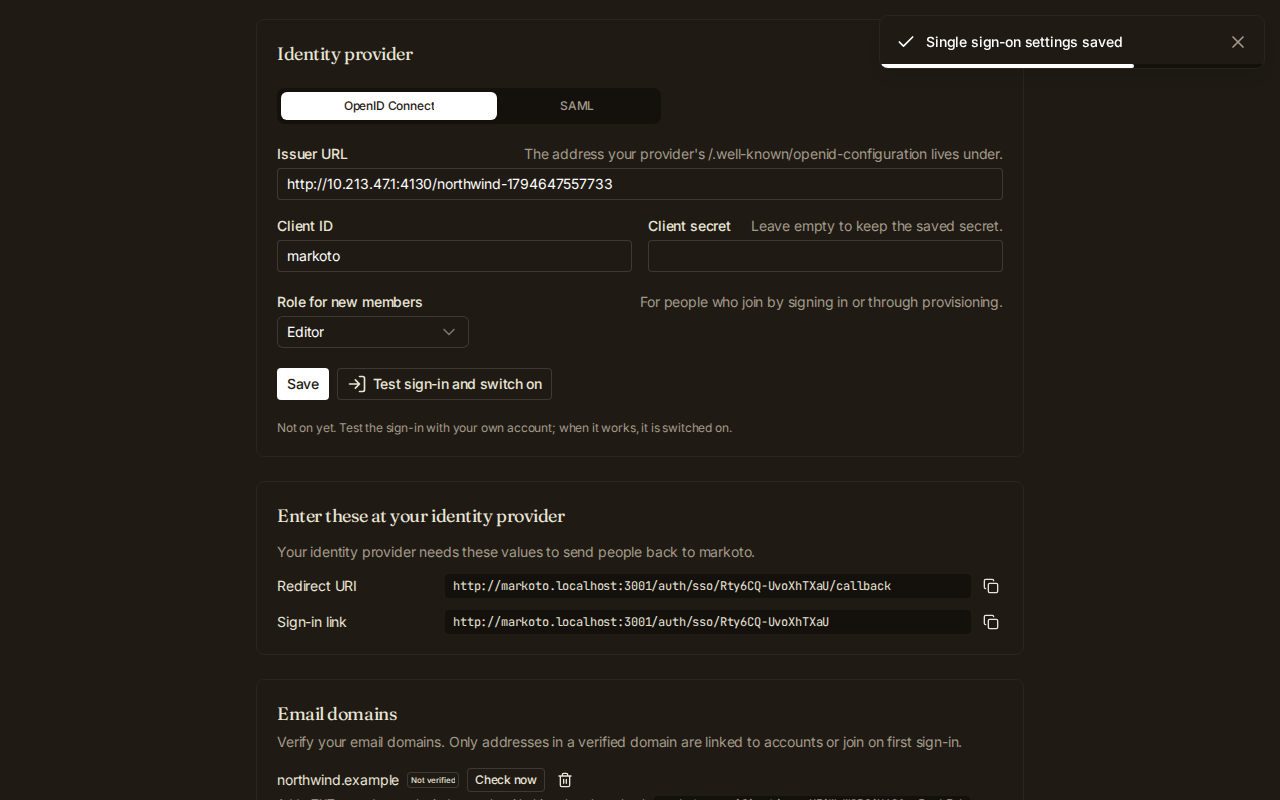 Identity provider
Single sign-on settings saved
OpenID Connect
SAML
Issuer URL
The address your provider's /.well-known/openid-configuration lives under.
http://10.213.47.1:4130/northwind-1794647557733
Client ID
Client secret
Leave empty to keep the saved secret.
markoto
Role for new members
For people who join by signing in or through provisioning.
Editor
Save
Test sign-in and switch on
Not on yet. Test the sign-in with your own account; when it works, it is switched on.
Enter these at your identity provider
Your identity provider needs these values to send people back to markoto.
Redirect URI
http://markoto.localhost:3001/auth/sso/Rty6CQ-UvoXhTXaU/callback
Sign-in link
http://markoto.localhost:3001/auth/sso/Rty6CQ-UvoXhTXaU
Email domains
Verify your email domains. Only addresses in a verified domain are linked to accounts or join on first sign-in.
northwind.example
Not verified
Check now